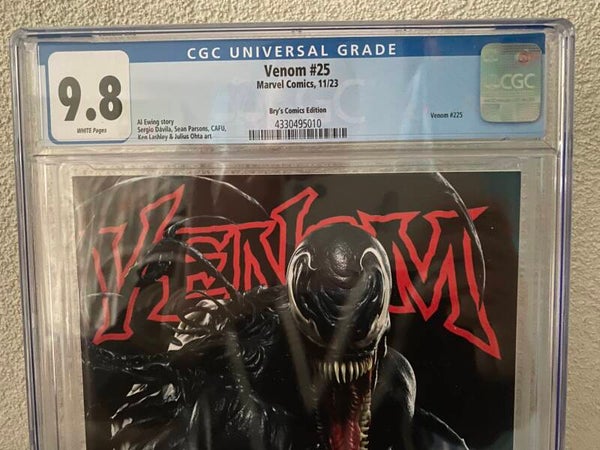 CGC UNIVERSAL GRADE
9.8
WHITE Pages
Venom #25
Marvel Comics, 11/23
Bry's Comics Edition
4330495010
Al Ewing story
Sergio Dávila, Sean Parsons, CAFU,
Ken Lashley & Julius Ohta art
Venom #225
CGC
VENOM